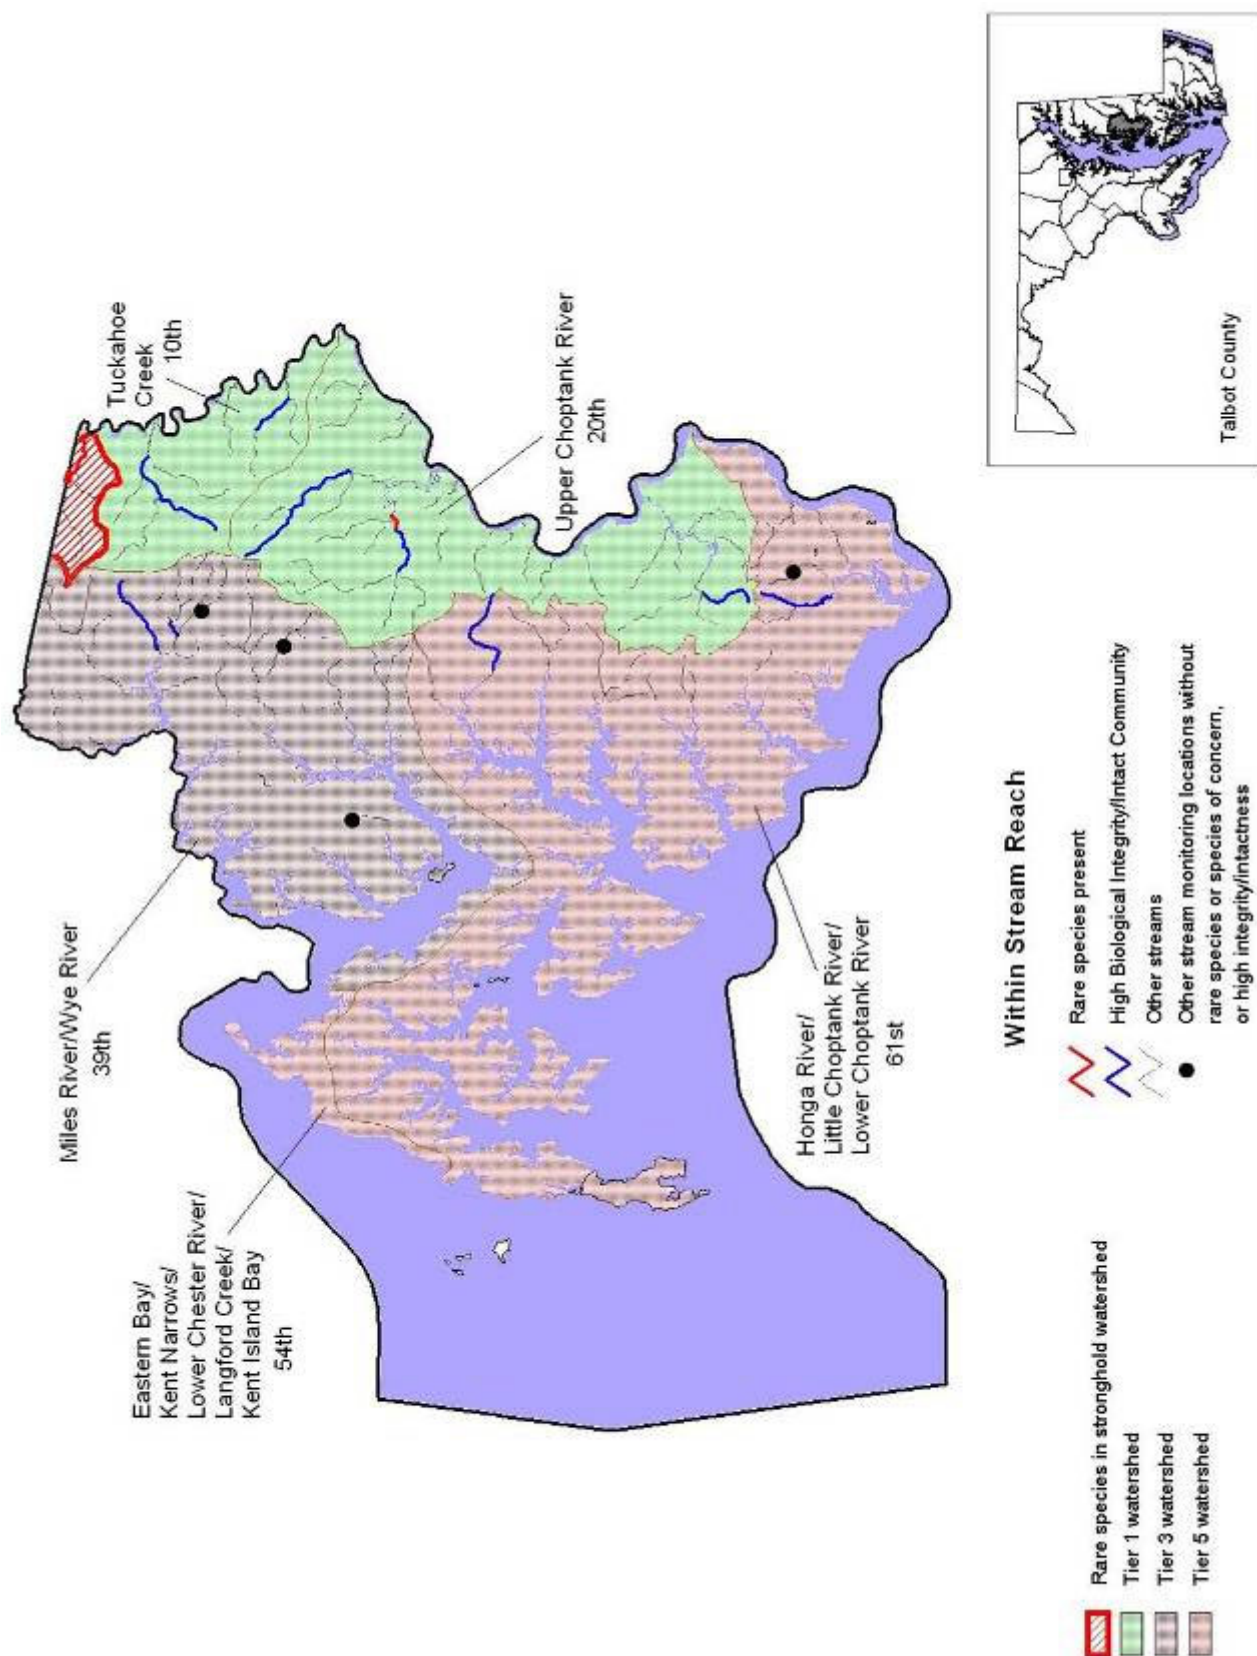 Tuckahoe
Creek
10th
Upper Choptank River
20th
Miles River/Wye River
39th
Eastern Bay/
Kent Narrows/
Lower Chester River/
Langford Creek/
Kent Island Bay
54th
Honga River/
Little Choptank River/
Lower Choptank River
61st
Rare species in stronghold watershed
Tier 1 watershed
Tier 3 watershed
Tier 5 watershed
Within Stream Reach
Rare species present
High Biological Integrity/Intact Community
Other streams
Other stream monitoring locations without
rare species or species of concern,
or high integrity/intactness
Talbot County